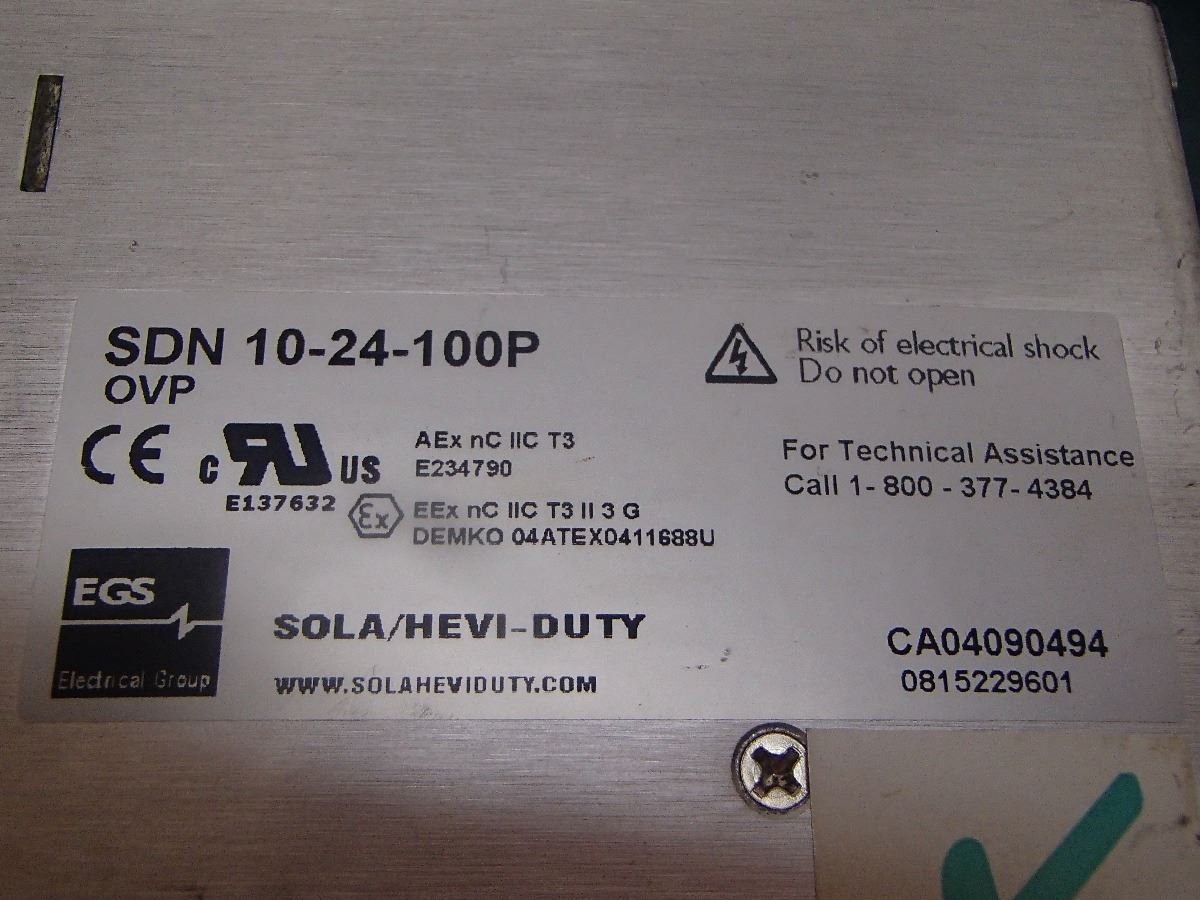 SDN 10-24-100P
OVP
Risk of electrical shock
Do not open
CE
c RU US
E137632
AEx nC IIC T3
E234790
Ex
EEx nC IIC T3 II 3 G
DEMKO 04ATEX0411688U
For Technical Assistance
Call 1- 800 - 377- 4384
EGS
Electrical Group
SOLA/HEVI-DUTY
WWW.SOLAHEVIDUTY.COM
CA04090494
0815229601